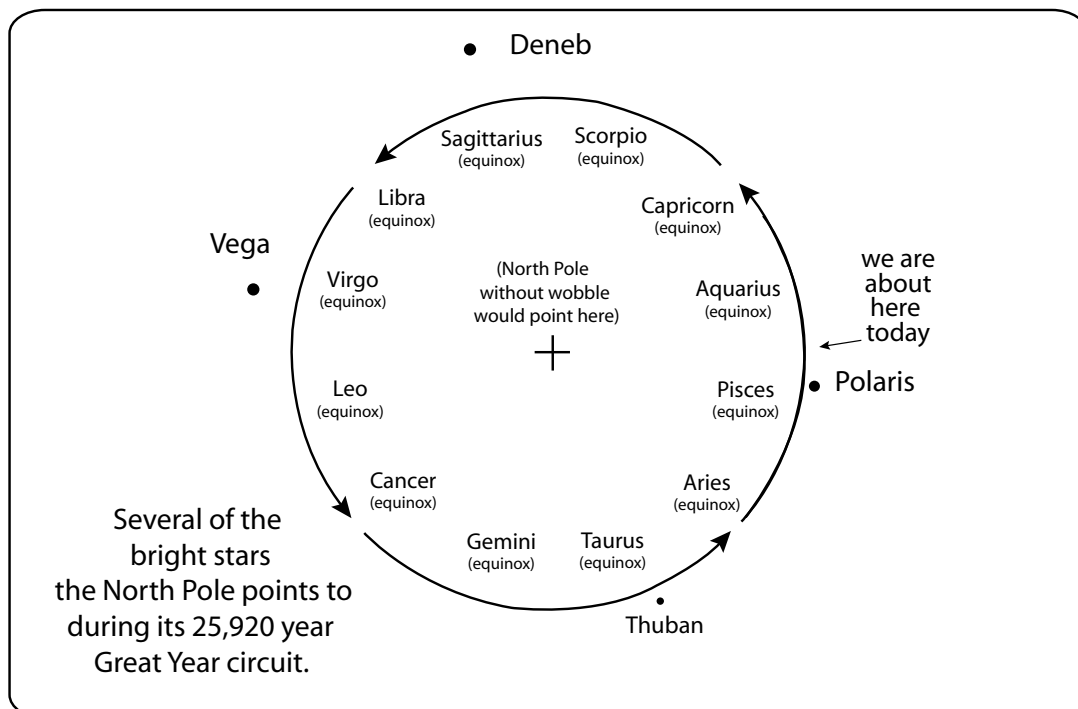 Deneb
Sagittarius
(equinox)
Scorpio
(equinox)
Libra
(equinox)
Capricorn
(equinox)
Vega
Virgo
(equinox)
(North Pole
without wobble
would point here)
Aquarius
(equinox)
we are
about
here
today
Leo
(equinox)
Pisces
(equinox)
Polaris
Cancer
(equinox)
Aries
(equinox)
Gemini
(equinox)
Taurus
(equinox)
Thuban
Several of the
bright stars
the North Pole points to
during its 25,920 year
Great Year circuit.